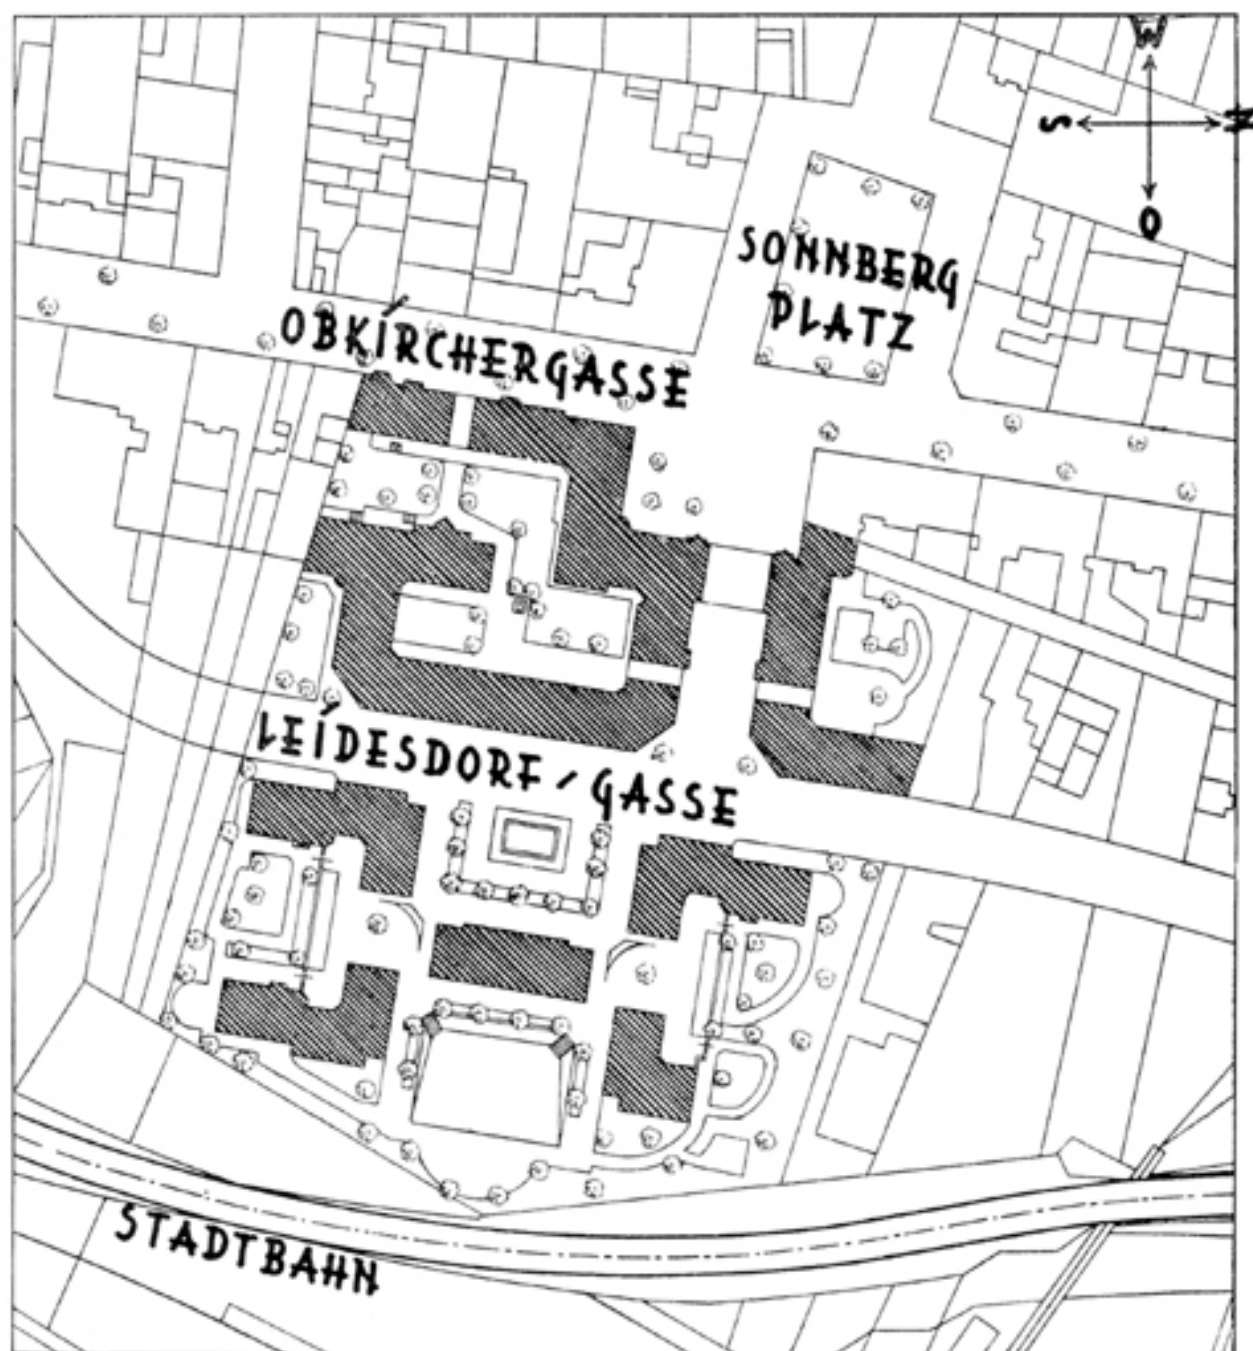 W
S
N
O
SONNBERG
PLATZ
OBKIRCHERGASSE
LEIDESDORF / GASSE
STADTBAHN